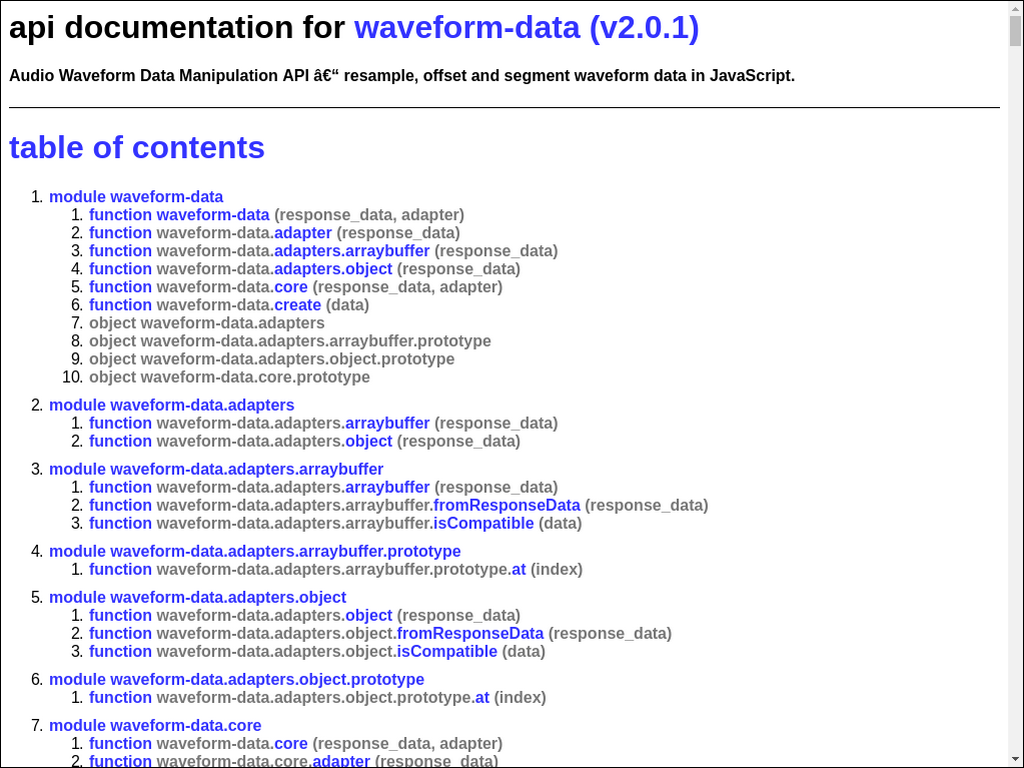 api documentation for waveform-data (v2.0.1)
Audio Waveform Data Manipulation API â€“ resample, offset and segment waveform data in JavaScript.
table of contents
1. module waveform-data
1. function waveform-data (response_data, adapter)
2. function waveform-data.adapter (response_data)
3. function waveform-data.adapters.arraybuffer (response_data)
4. function waveform-data.adapters.object (response_data)
5. function waveform-data.core (response_data, adapter)
6. function waveform-data.create (data)
7. object waveform-data.adapters
8. object waveform-data.adapters.arraybuffer.prototype
9. object waveform-data.adapters.object.prototype
10. object waveform-data.core.prototype
2. module waveform-data.adapters
1. function waveform-data.adapters.arraybuffer (response_data)
2. function waveform-data.adapters.object (response_data)
3. module waveform-data.adapters.arraybuffer
1. function waveform-data.adapters.arraybuffer (response_data)
2. function waveform-data.adapters.arraybuffer.fromResponseData (response_data)
3. function waveform-data.adapters.arraybuffer.isCompatible (data)
4. module waveform-data.adapters.arraybuffer.prototype
1. function waveform-data.adapters.arraybuffer.prototype.at (index)
5. module waveform-data.adapters.object
1. function waveform-data.adapters.object (response_data)
2. function waveform-data.adapters.object.fromResponseData (response_data)
3. function waveform-data.adapters.object.isCompatible (data)
6. module waveform-data.adapters.object.prototype
1. function waveform-data.adapters.object.prototype.at (index)
7. module waveform-data.core
1. function waveform-data.core (response_data, adapter)
2. function waveform-data.core.adapter (response_data)